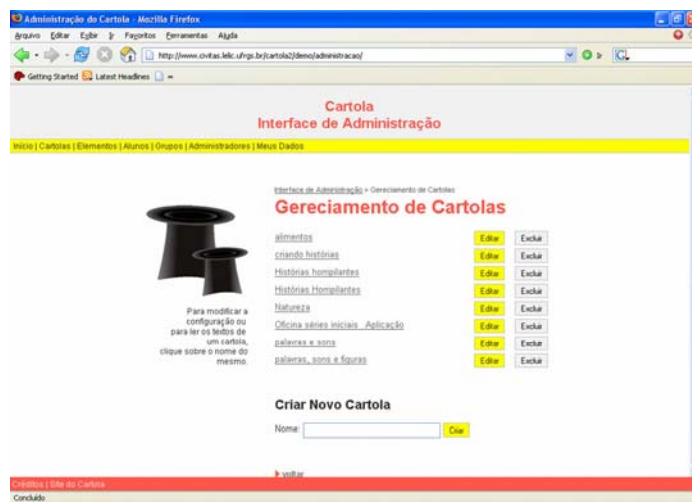 Administração do Cartola - Mozilla Firefox
Arquivo Editar Exibir Ir Favoritos Ferramentas Ajuda
http://www.civitas.lelic.ufrgs.br/cartola2/demo/administracao/
Getting Started Latest Headlines
Cartola
Interface de Administração
Início | Cartolas | Elementos | Alunos | Grupos | Administradores | Meus Dados
Interface de Administração > Gereciamento de Cartolas
Gereciamento de Cartolas
alimentos Editar Excluir
criando histórias Editar Excluir
Histórias hompilantes Editar Excluir
Histórias Hompilantes Editar Excluir
Natureza Editar Excluir
Oficina séries iniciais_ Aplicação Editar Excluir
palavras e sons Editar Excluir
palavras, sons e figuras Editar Excluir
Para modificar a
configuração ou
para ler os textos de
um cartola,
clique sobre o nome do
mesmo.
Criar Novo Cartola
Nome: Criar
voltar
Créditos | Site do Cartola
Concluído